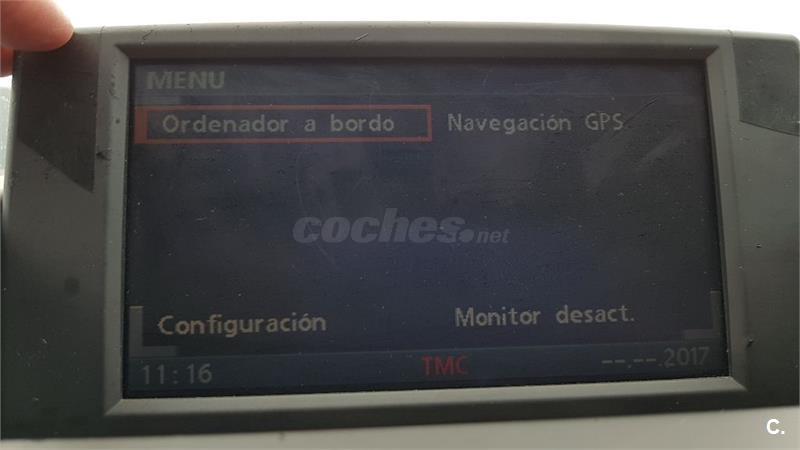 MENU
Ordenador a bordo Navegación GPS
coches.net
Configuración Monitor desact.
11:16 TMC --.--.2017
C.